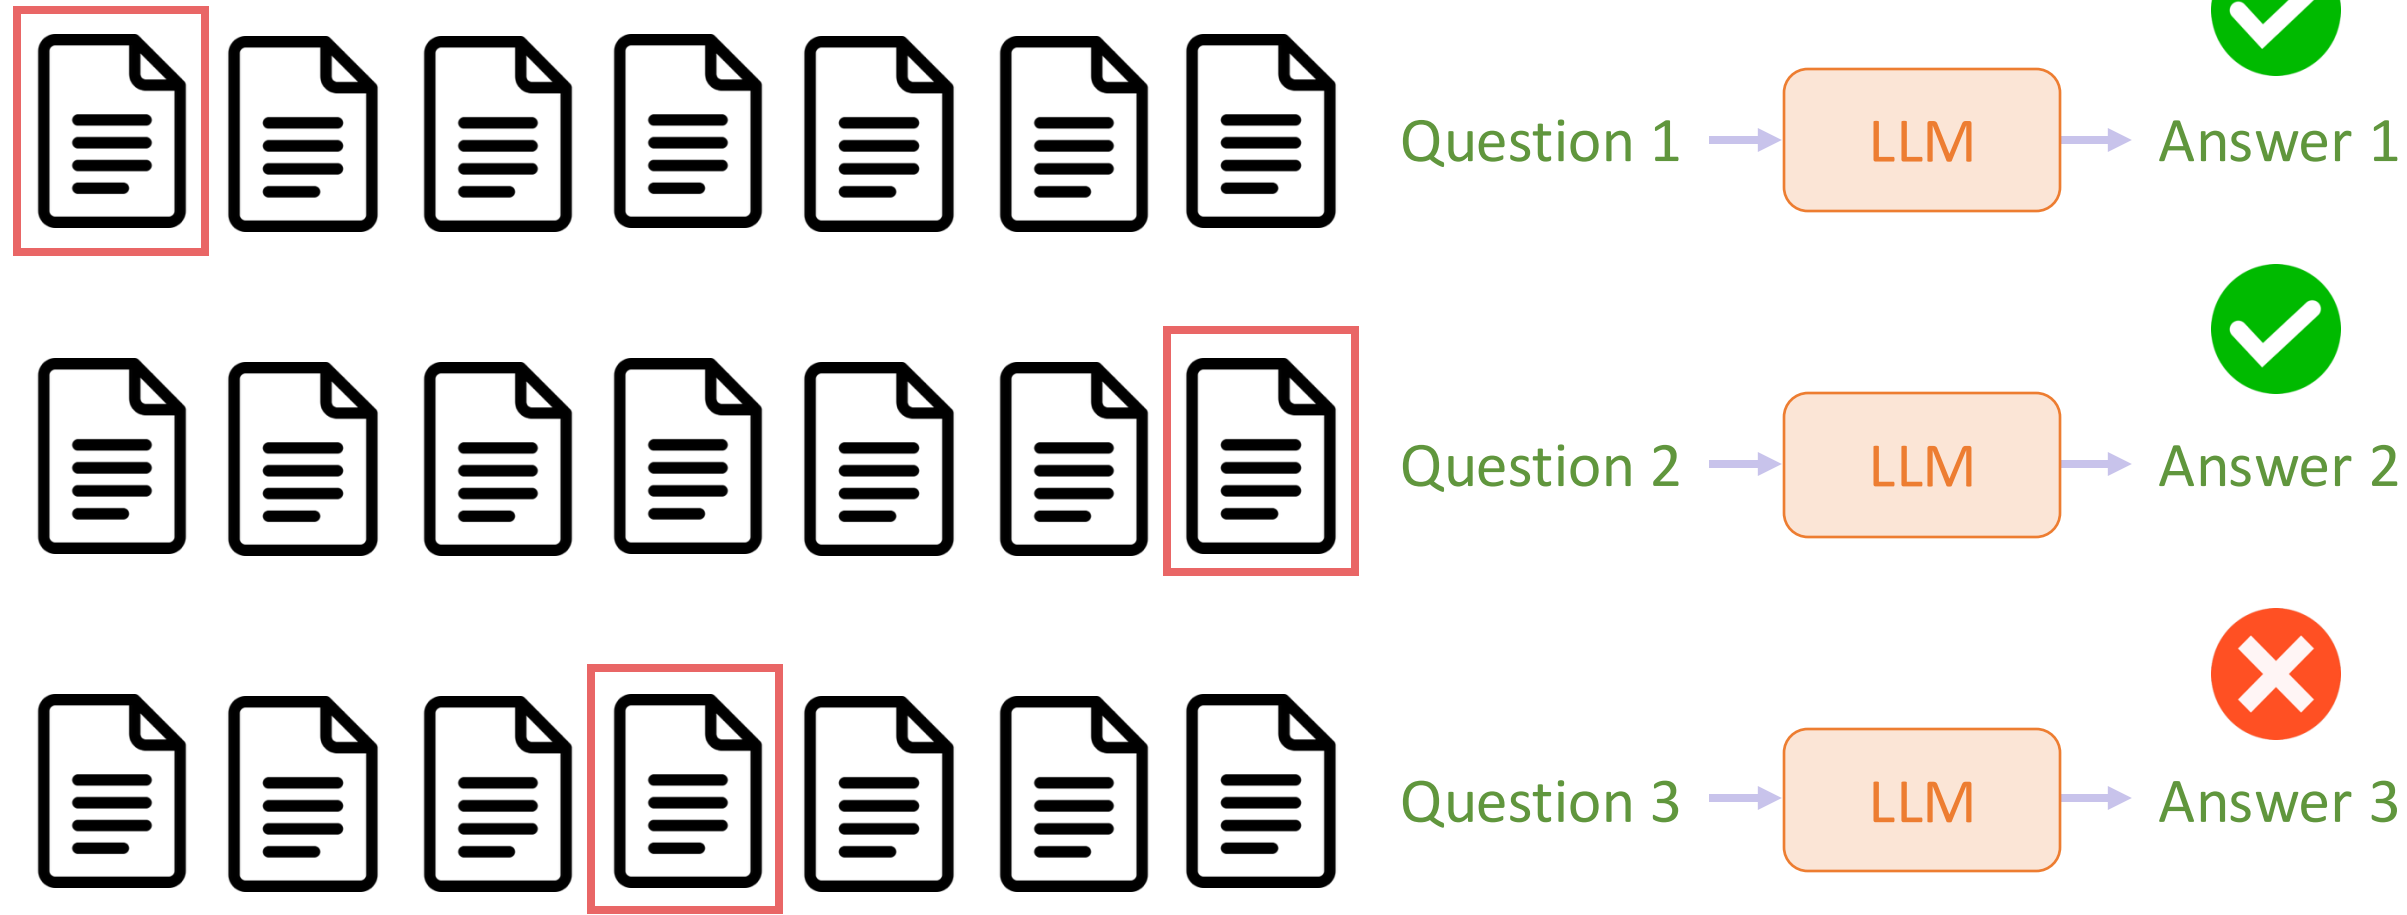 Question 1 LLM Answer 1
Question 2 LLM Answer 2
Question 3 LLM Answer 3